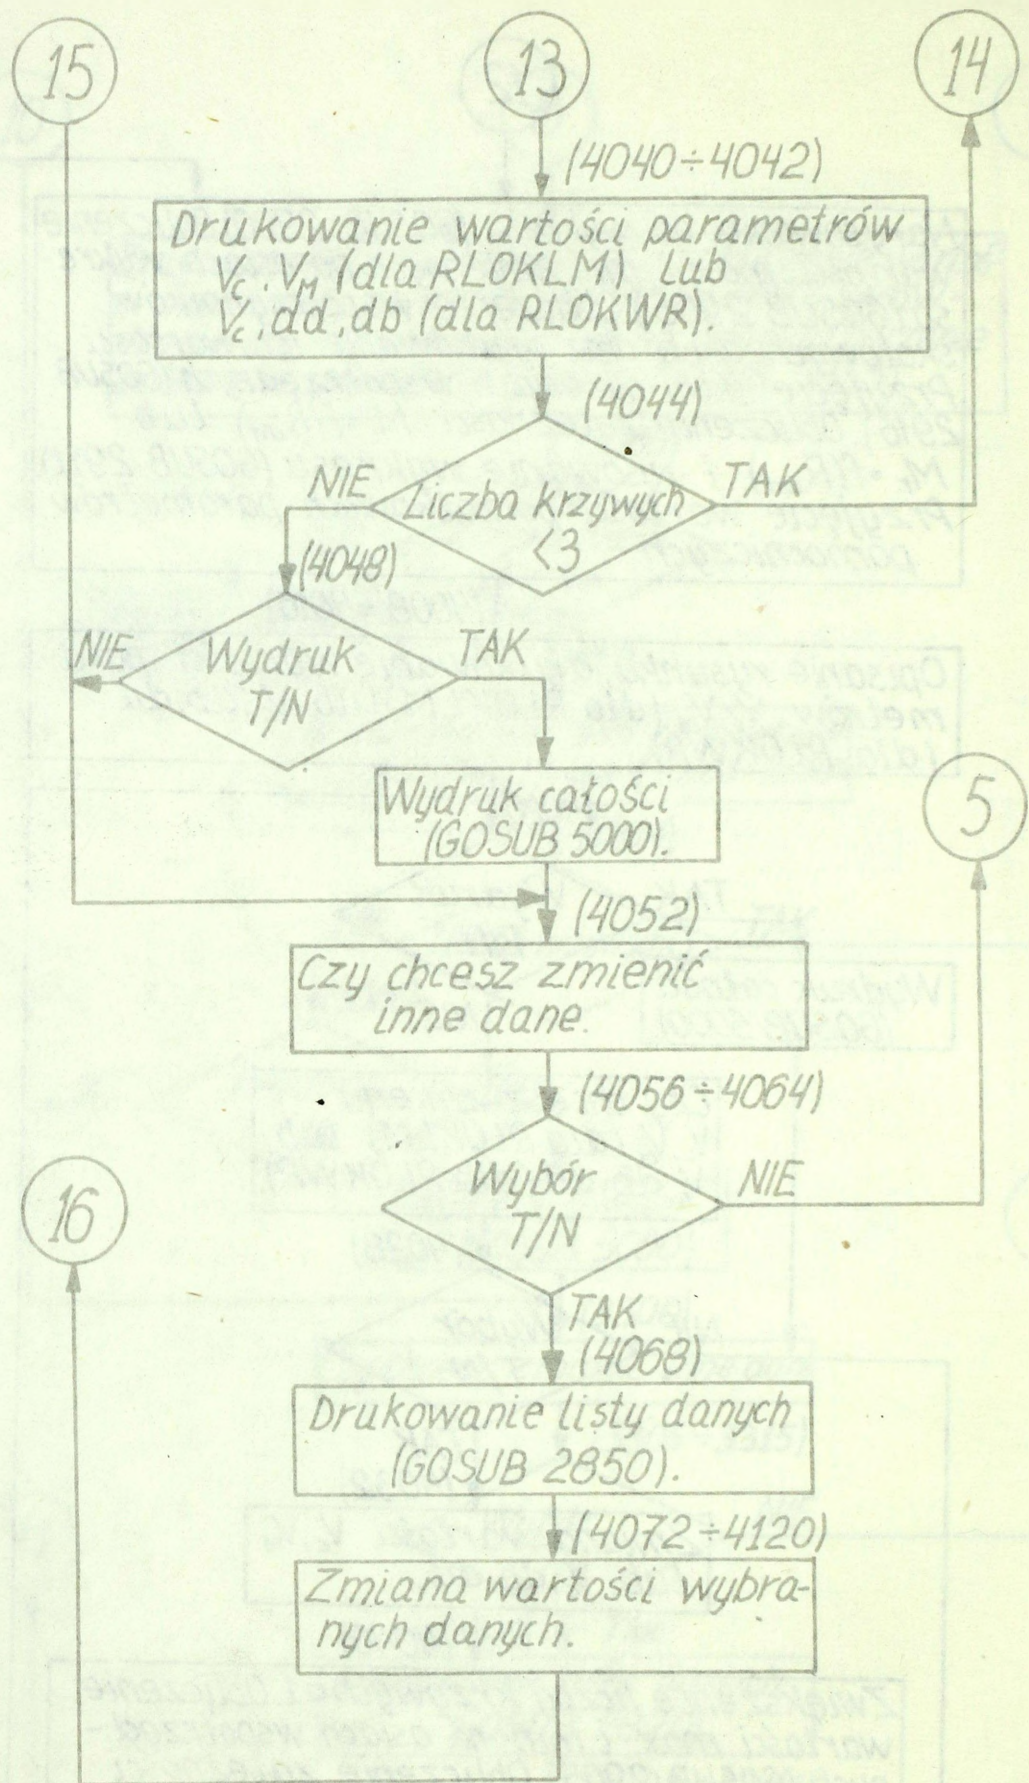 15
13
14
(4040÷4042)
Drukowanie wartości parametrów
Vc. VM (dla RLOKLM) lub
Vc, dd, db (dla RLOKWR).
(4044)
NIE
TAK
Liczba krzywych
<3
(4048)
NIE
TAK
Wydruk
T/N
Wydruk całości
(GOSUB 5000).
5
(4052)
Czy chcesz zmienić
inne dane.
(4056÷4064)
Wybór
T/N
NIE
16
TAK
(4068)
Drukowanie listy danych
(GOSUB 2850).
(4072÷4120)
Zmiana wartości wybra-
nych danych.